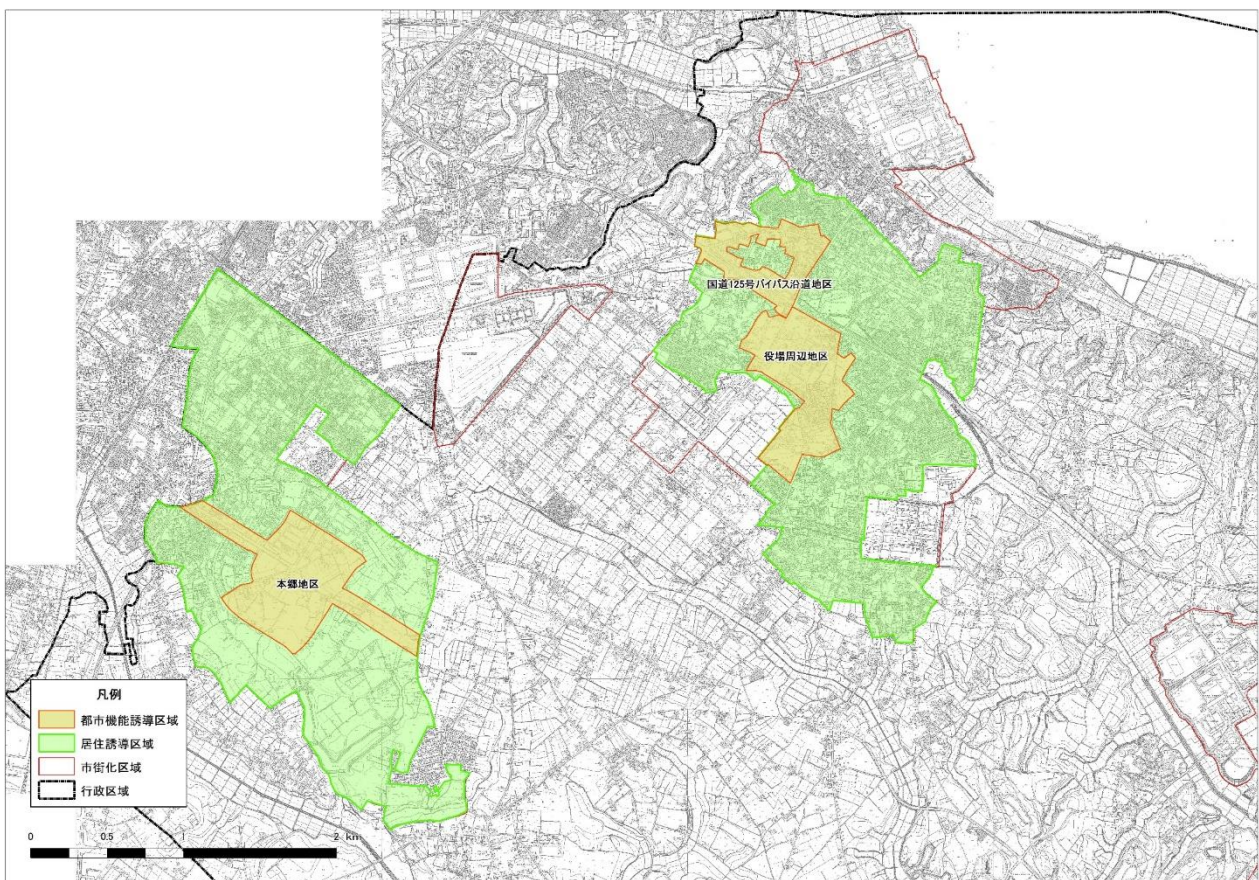 国道125号バイパス沿道地区
役場周辺地区
本郷地区
凡例
都市機能誘導区域
居住誘導区域
市街化区域
行政区域
0 0.5 1 2 km